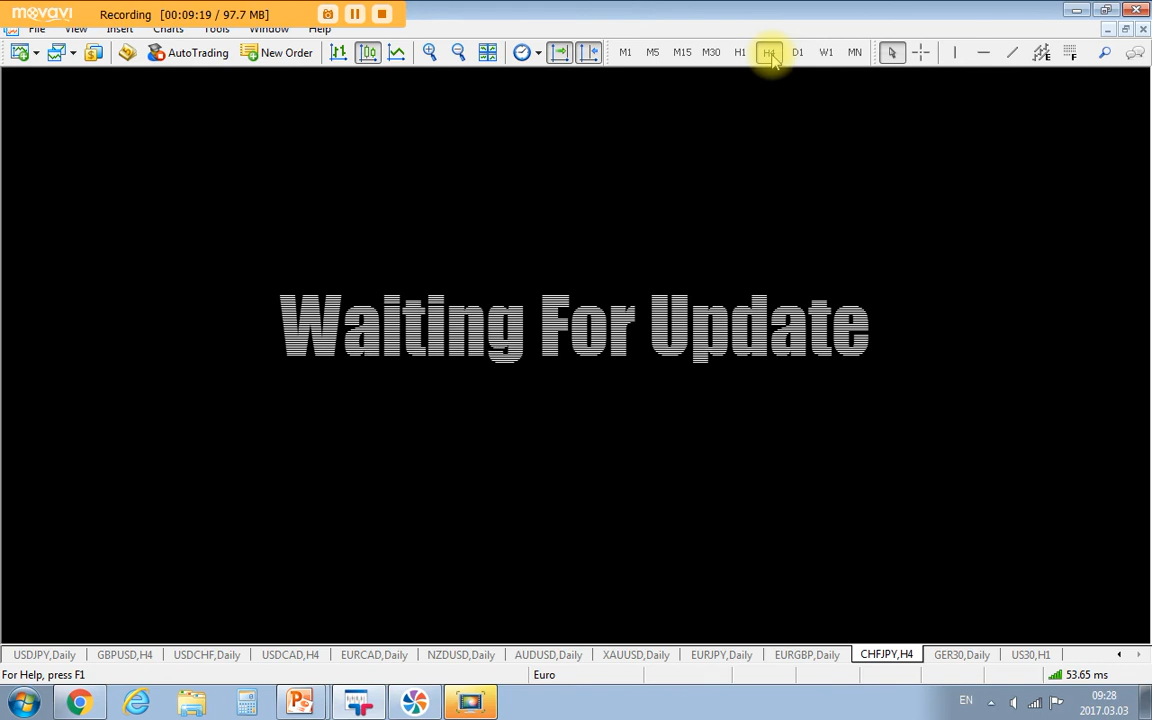 movavi Recording [00:09:19 / 97.7 MB]
File View Insert Charts Tools Window Help
AutoTrading New Order M1 M5 M15 M30 H1 H4 D1 W1 MN E F
Waiting For Update
USDJPY,Daily GBPUSD,H4 USDCHF,Daily USDCAD,H4 EURCAD,Daily NZDUSD,Daily AUDUSD,Daily XAUUSD,Daily EURJPY,Daily EURGBP,Daily CHFJPY,H4 GER30,Daily US30,H1
For Help, press F1 Euro 53.65 ms
EN 09:28
2017.03.03